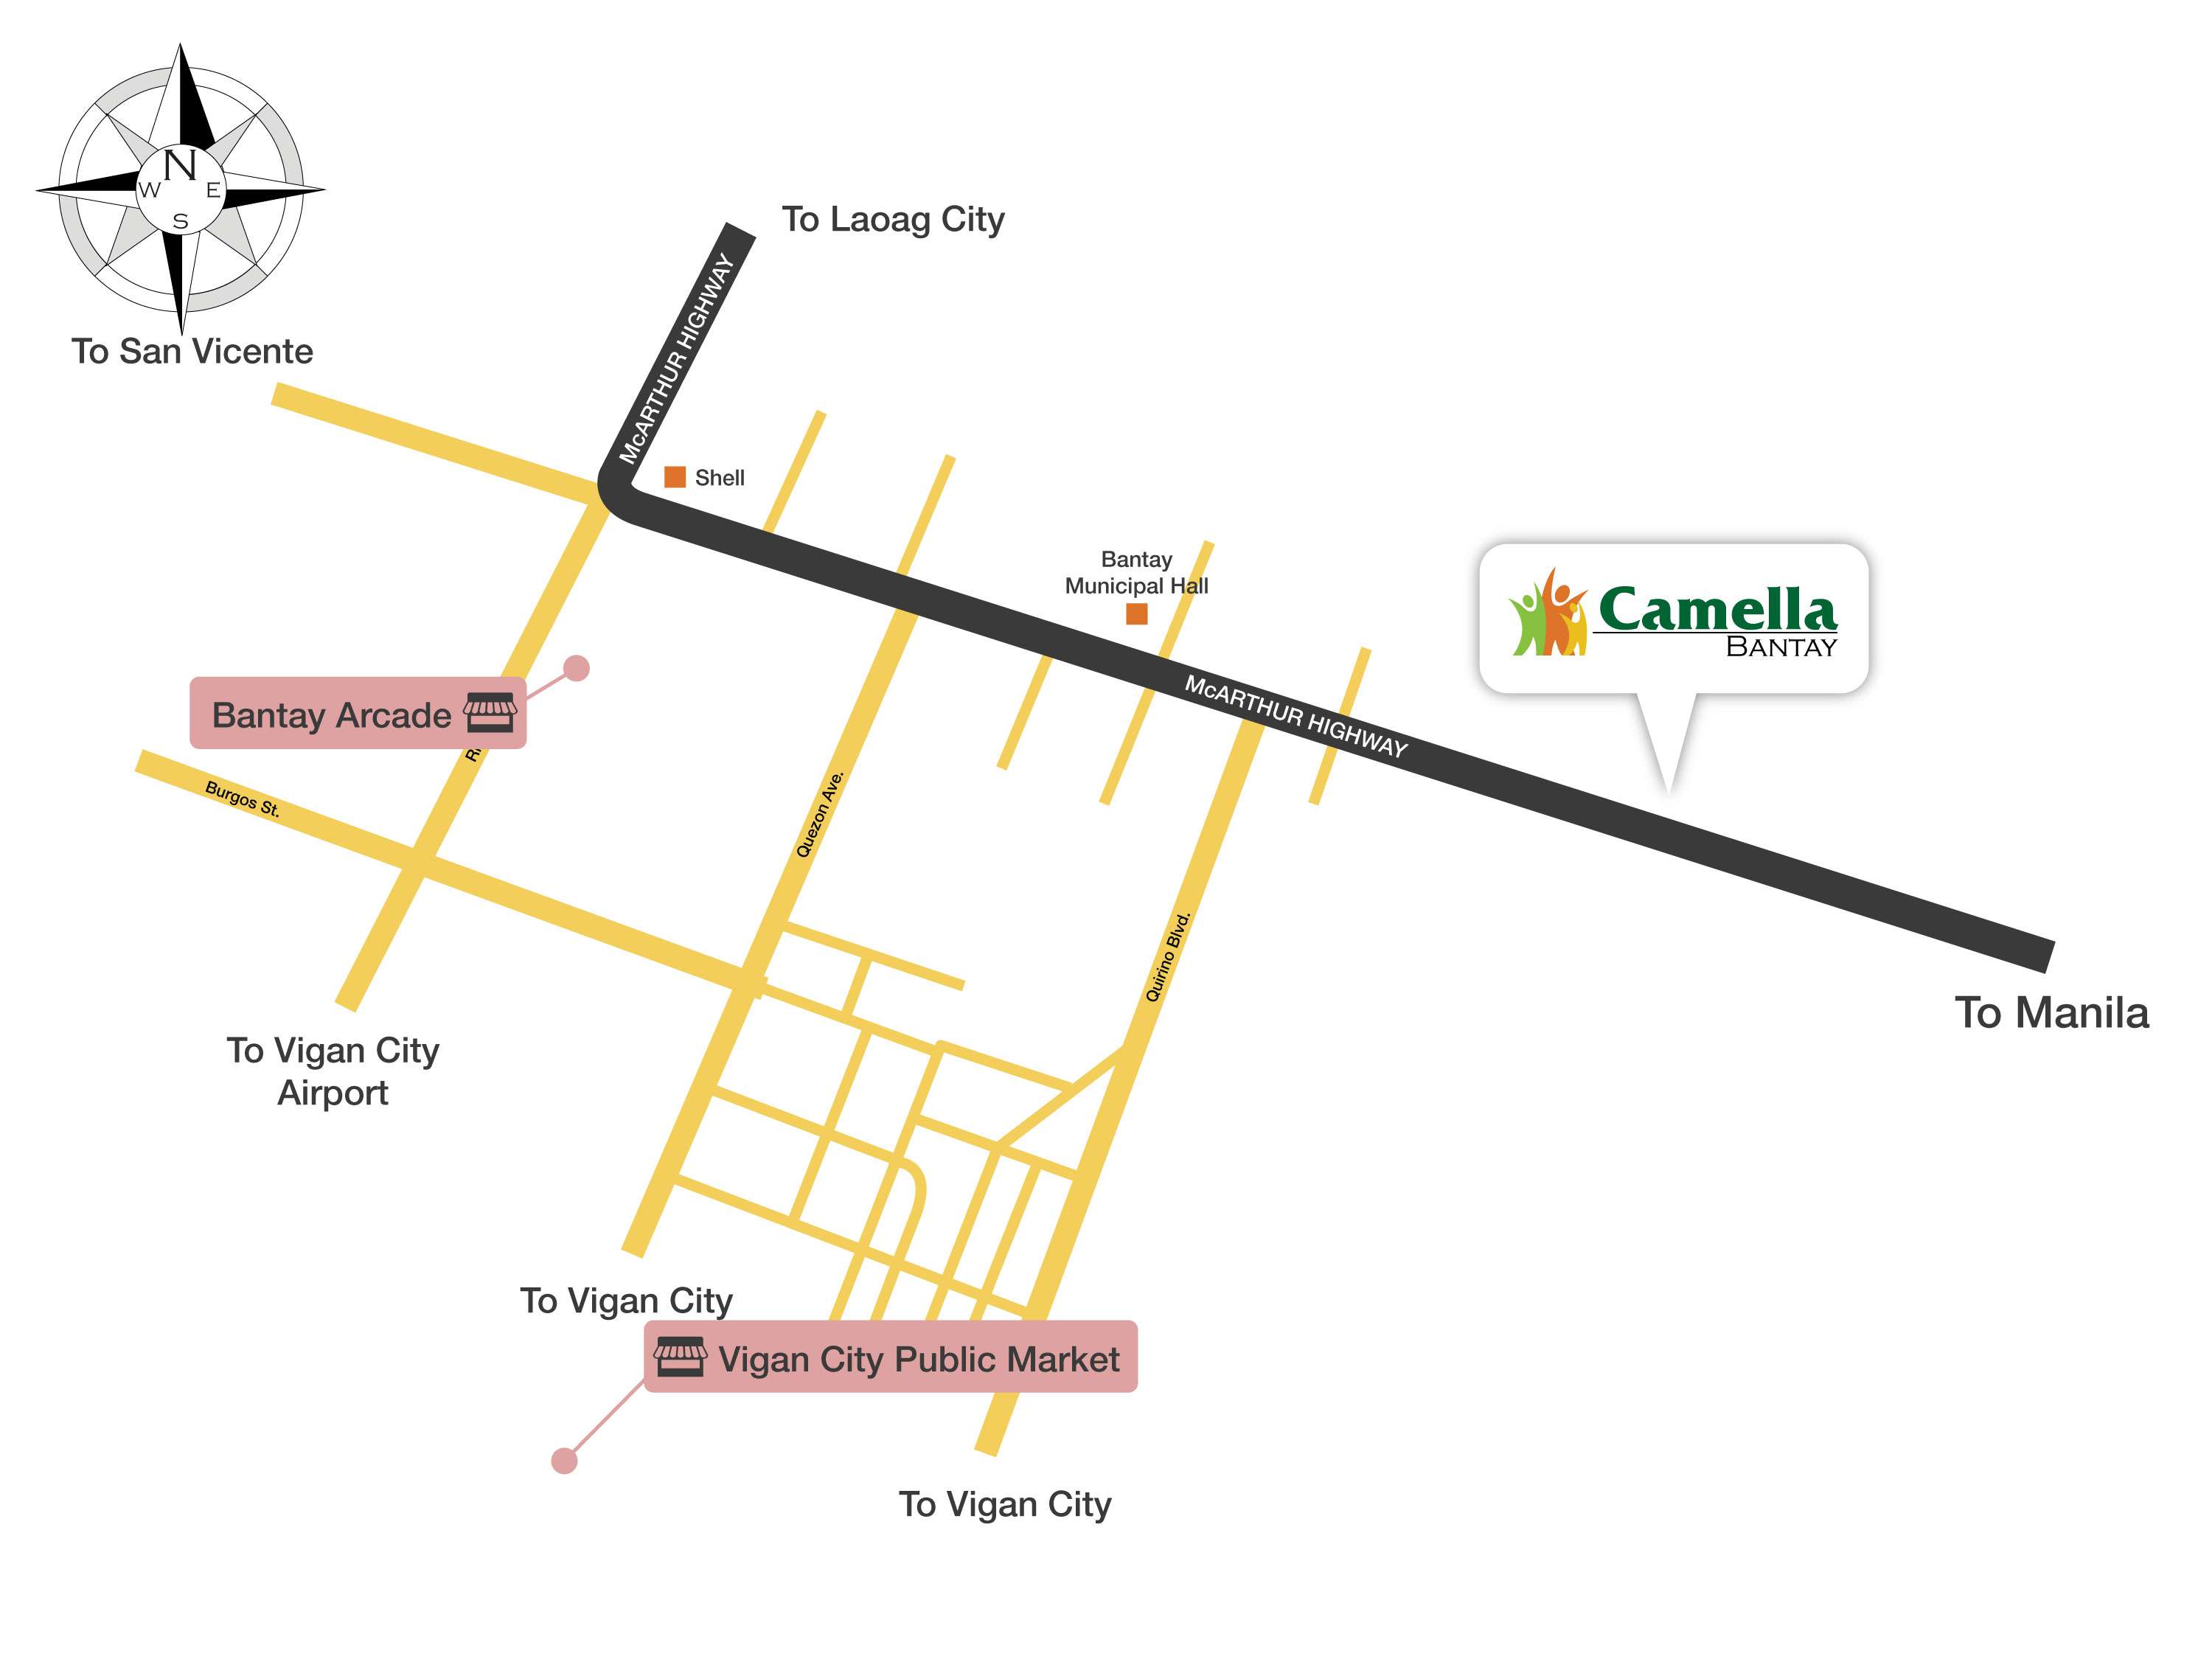 N
W E
S
To Laoag City
To San Vicente
McARTHUR HIGHWAY
Shell
Bantay
Municipal Hall
Camella
BANTAY
McARTHUR HIGHWAY
Bantay Arcade
Burgos St.
Quezon Ave.
Quirino Blvd.
To Manila
To Vigan City
Airport
To Vigan City
Vigan City Public Market
To Vigan City